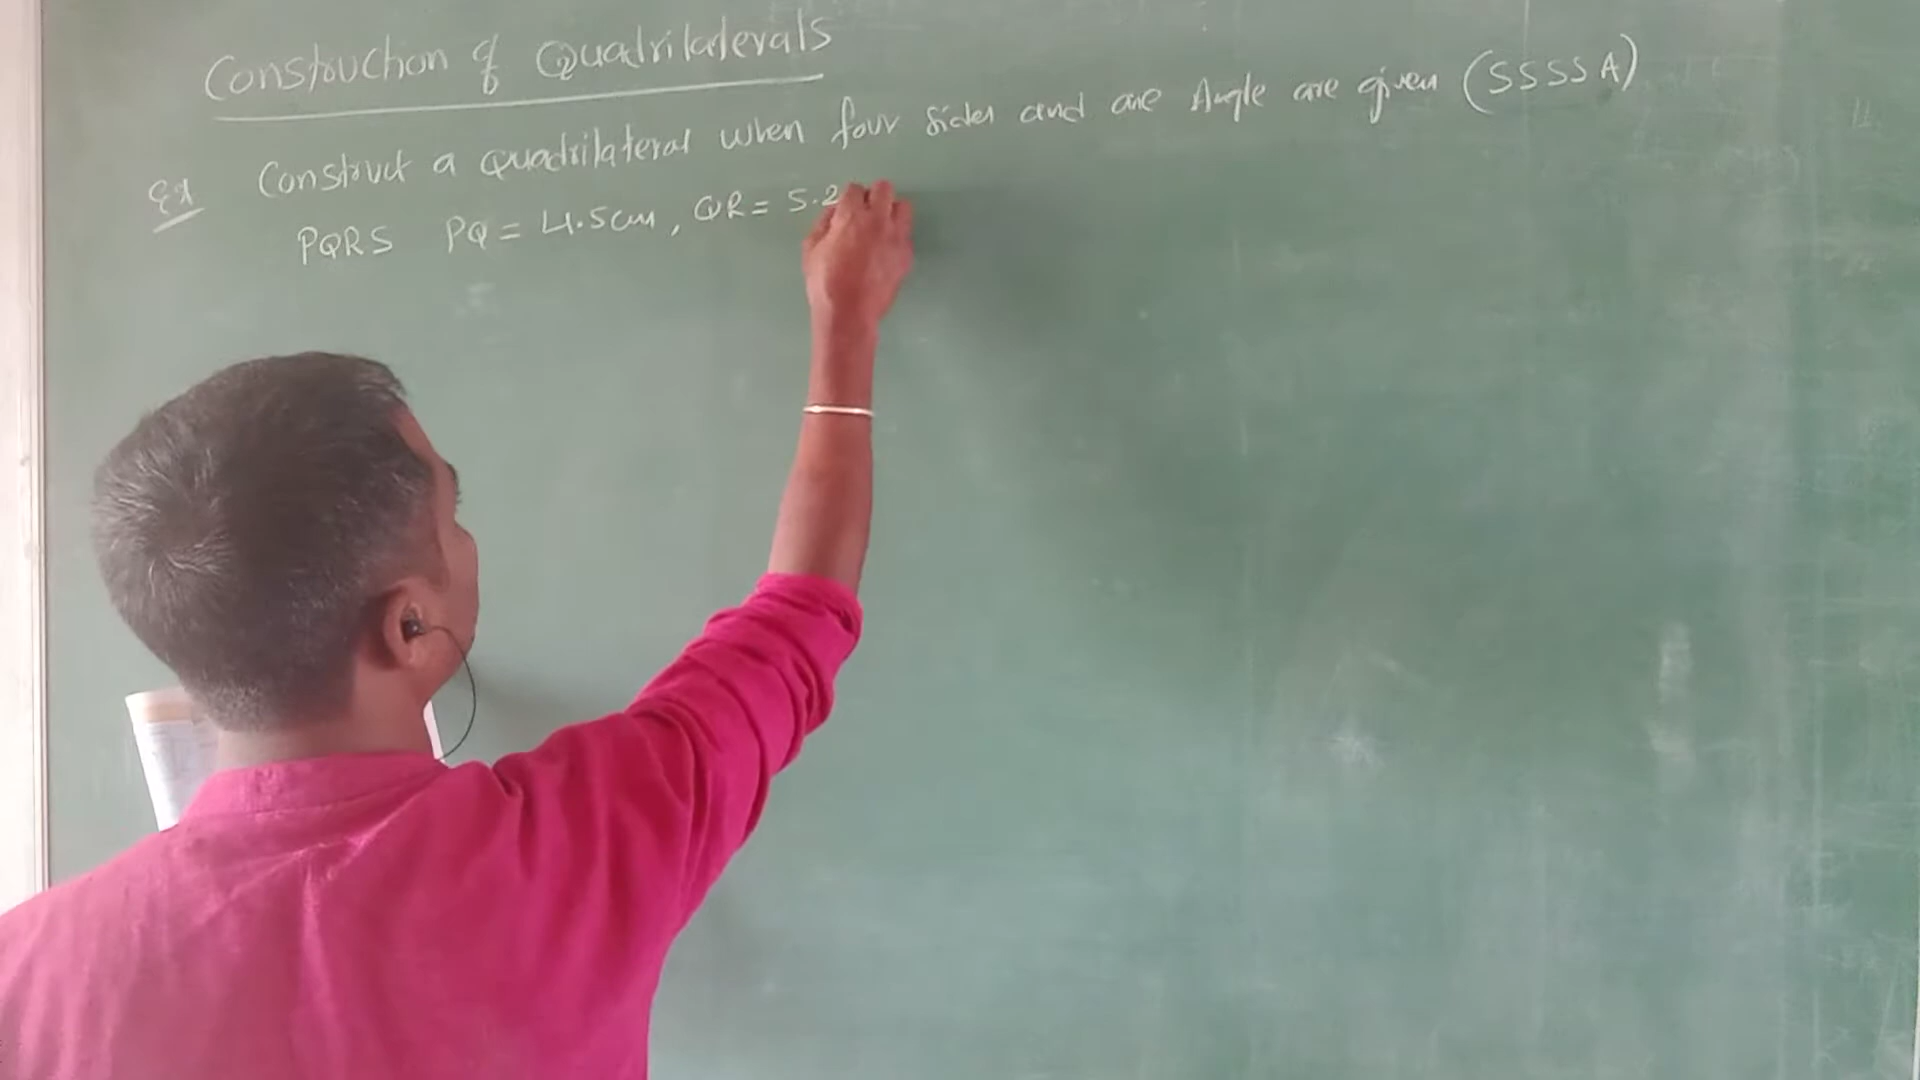 Construction of Quadrilaterals
Ex Construct a quadrilateral when four sides and one Angle are given (SSSSA)
PQRS PQ = 4.5cm, QR = 5.2